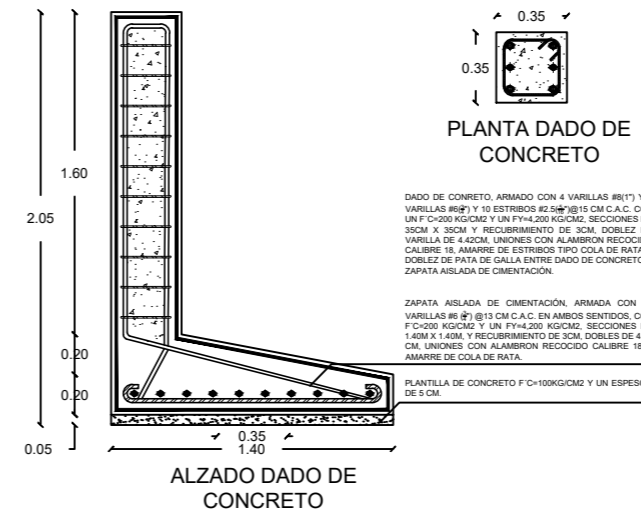 0.35
0.35
PLANTA DADO DE
CONCRETO
2.05
1.60
0.20
0.20
0.05
0.35
1.40
ALZADO DADO DE
CONCRETO
DADO DE CONRETO, ARMADO CON 4 VARILLAS #8(1") Y
VARILLAS #6 Y 10 ESTRIBOS #2.5 @15 CM C.A.C.
UN F´C=200 KG/CM2 Y UN FY=4,200 KG/CM2, SECCIONES
35CM X 35CM Y RECUBRIMIENTO DE 3CM, DOBLEZ
VARILLA DE 4.42CM, UNIONES CON ALAMBRON
CALIBRE 18, AMARRE DE ESTRIBOS TIPO COLA DE
DOBLEZ DE PATA DE GALLA ENTRE DADO DE
ZAPATA AISLADA DE CIMENTACIÓN.
ZAPATA AISLADA DE CIMENTACIÓN, ARMADA CON
VARILLAS #6 @13 CM C.A.C. EN AMBOS SENTIDOS,
F´C=200 KG/CM2 Y UN FY=4,200 KG/CM2, SECCIONES
1.40M X 1.40M, Y RECUBRIMIENTO DE 3CM, DOBLES DE
CM, UNIONES CON ALAMBRON RECOCIDO CALIBRE 18
AMARRE DE COLA DE RATA.
PLANTILLA DE CONCRETO F´C=100KG/CM2 Y UN
DE 5 CM.